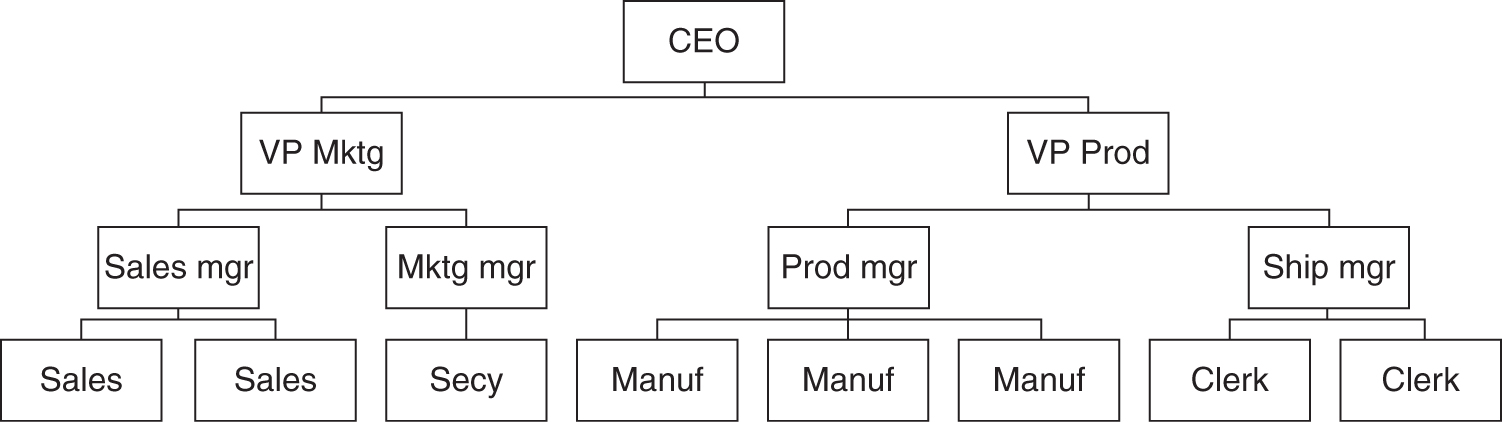 CEO
VP Mktg
VP Prod
Sales mgr
Mktg mgr
Prod mgr
Ship mgr
Sales
Sales
Secy
Manuf
Manuf
Manuf
Clerk
Clerk